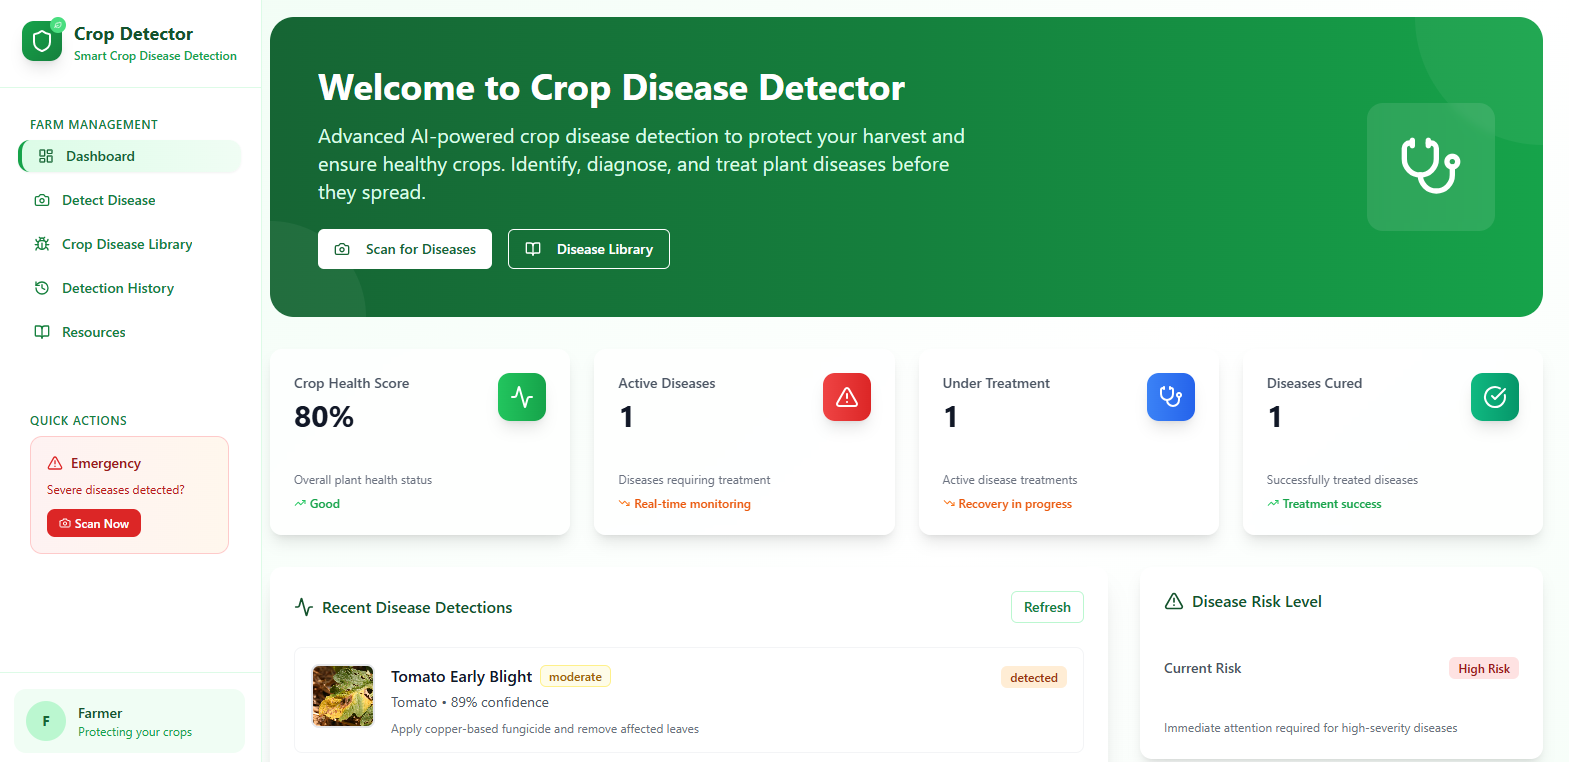 Crop Detector
Smart Crop Disease Detection
FARM MANAGEMENT
Dashboard
Detect Disease
Crop Disease Library
Detection History
Resources
QUICK ACTIONS
Emergency
Severe diseases detected?
Scan Now
F
Farmer
Protecting your crops
Welcome to Crop Disease Detector
Advanced AI-powered crop disease detection to protect your harvest and
ensure healthy crops. Identify, diagnose, and treat plant diseases before
they spread.
Scan for Diseases
Disease Library
Crop Health Score
80%
Overall plant health status
Good
Active Diseases
1
Diseases requiring treatment
Real-time monitoring
Under Treatment
1
Active disease treatments
Recovery in progress
Diseases Cured
1
Successfully treated diseases
Treatment success
Recent Disease Detections
Refresh
Tomato Early Blight
moderate
detected
Tomato • 89% confidence
Apply copper-based fungicide and remove affected leaves
Disease Risk Level
Current Risk
High Risk
Immediate attention required for high-severity diseases